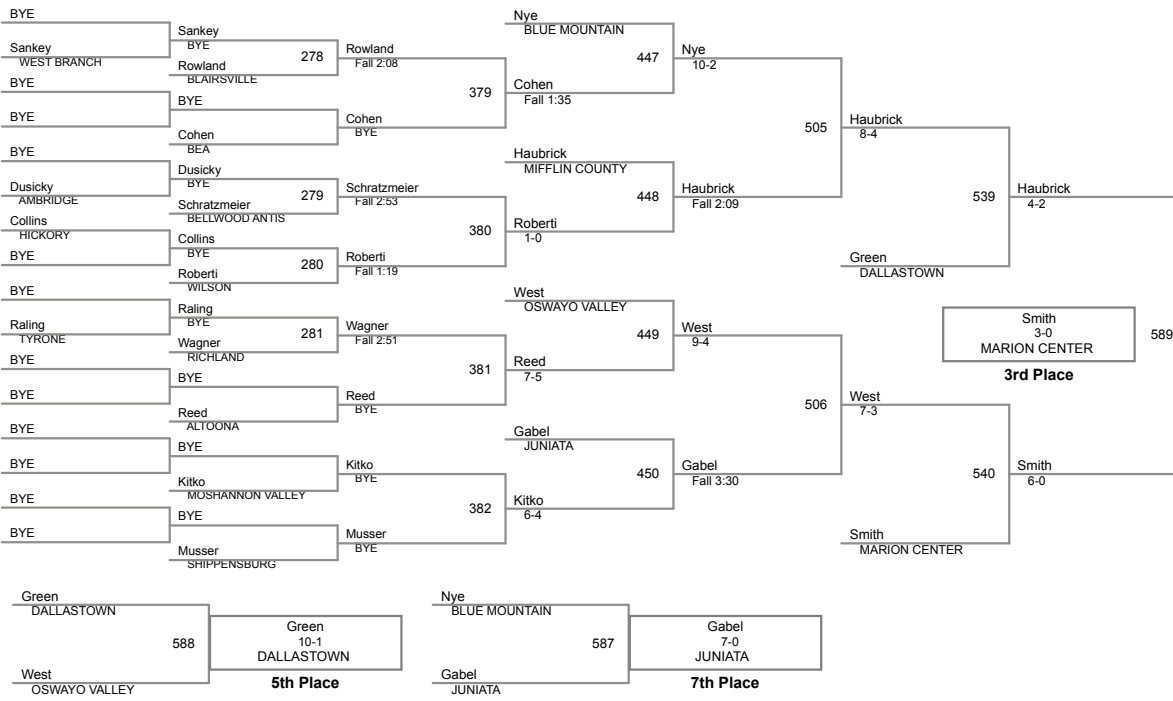 BYE
Sankey
WEST BRANCH
BYE
BYE
BYE
Dusicky
AMBRIDGE
Collins
HICKORY
BYE
BYE
Raling
TYRONE
BYE
BYE
BYE
BYE
BYE
BYE
Sankey
BYE
278
Rowland
BLAIRSVILLE
BYE
Cohen
BEA
Dusicky
BYE
279
Schratzmeier
BELLWOOD ANTIS
Collins
BYE
280
Roberti
WILSON
Raling
BYE
281
Wagner
RICHLAND
BYE
Reed
ALTOONA
BYE
Kitko
MOSHANNON VALLEY
BYE
Musser
SHIPPENSBURG
Rowland
Fall 2:08
379
Cohen
BYE
Schratzmeier
Fall 2:53
380
Roberti
Fall 1:19
Wagner
Fall 2:51
381
Reed
BYE
Kitko
BYE
382
Musser
BYE
Nye
BLUE MOUNTAIN
447
Cohen
Fall 1:35
Haubrick
MIFFLIN COUNTY
448
Roberti
1-0
West
OSWAYO VALLEY
449
Reed
7-5
Gabel
JUNIATA
450
Kitko
6-4
Nye
10-2
505
Haubrick
Fall 2:09
West
9-4
506
Gabel
Fall 3:30
Haubrick
8-4
539
Green
DALLASTOWN
West
7-3
540
Smith
MARION CENTER
Haubrick
4-2
Smith
3-0
MARION CENTER
589
3rd Place
Smith
6-0
Green
DALLASTOWN
588
West
OSWAYO VALLEY
Green
10-1
DALLASTOWN
5th Place
Nye
BLUE MOUNTAIN
587
Gabel
JUNIATA
Gabel
7-0
JUNIATA
7th Place